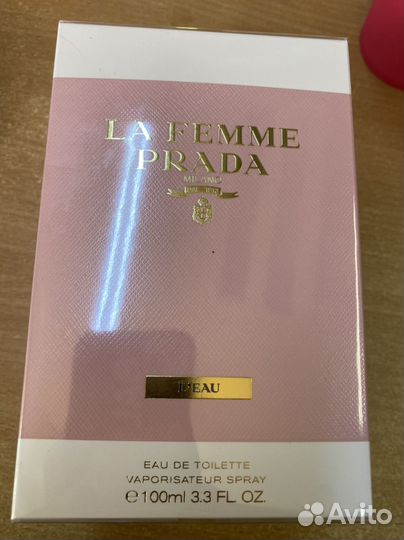 LA FEMME
PRADA
MILANO
L'EAU
EAU DE TOILETTE
VAPORISATEUR SPRAY
℮100ml 3.3 FL. OZ.
Avito